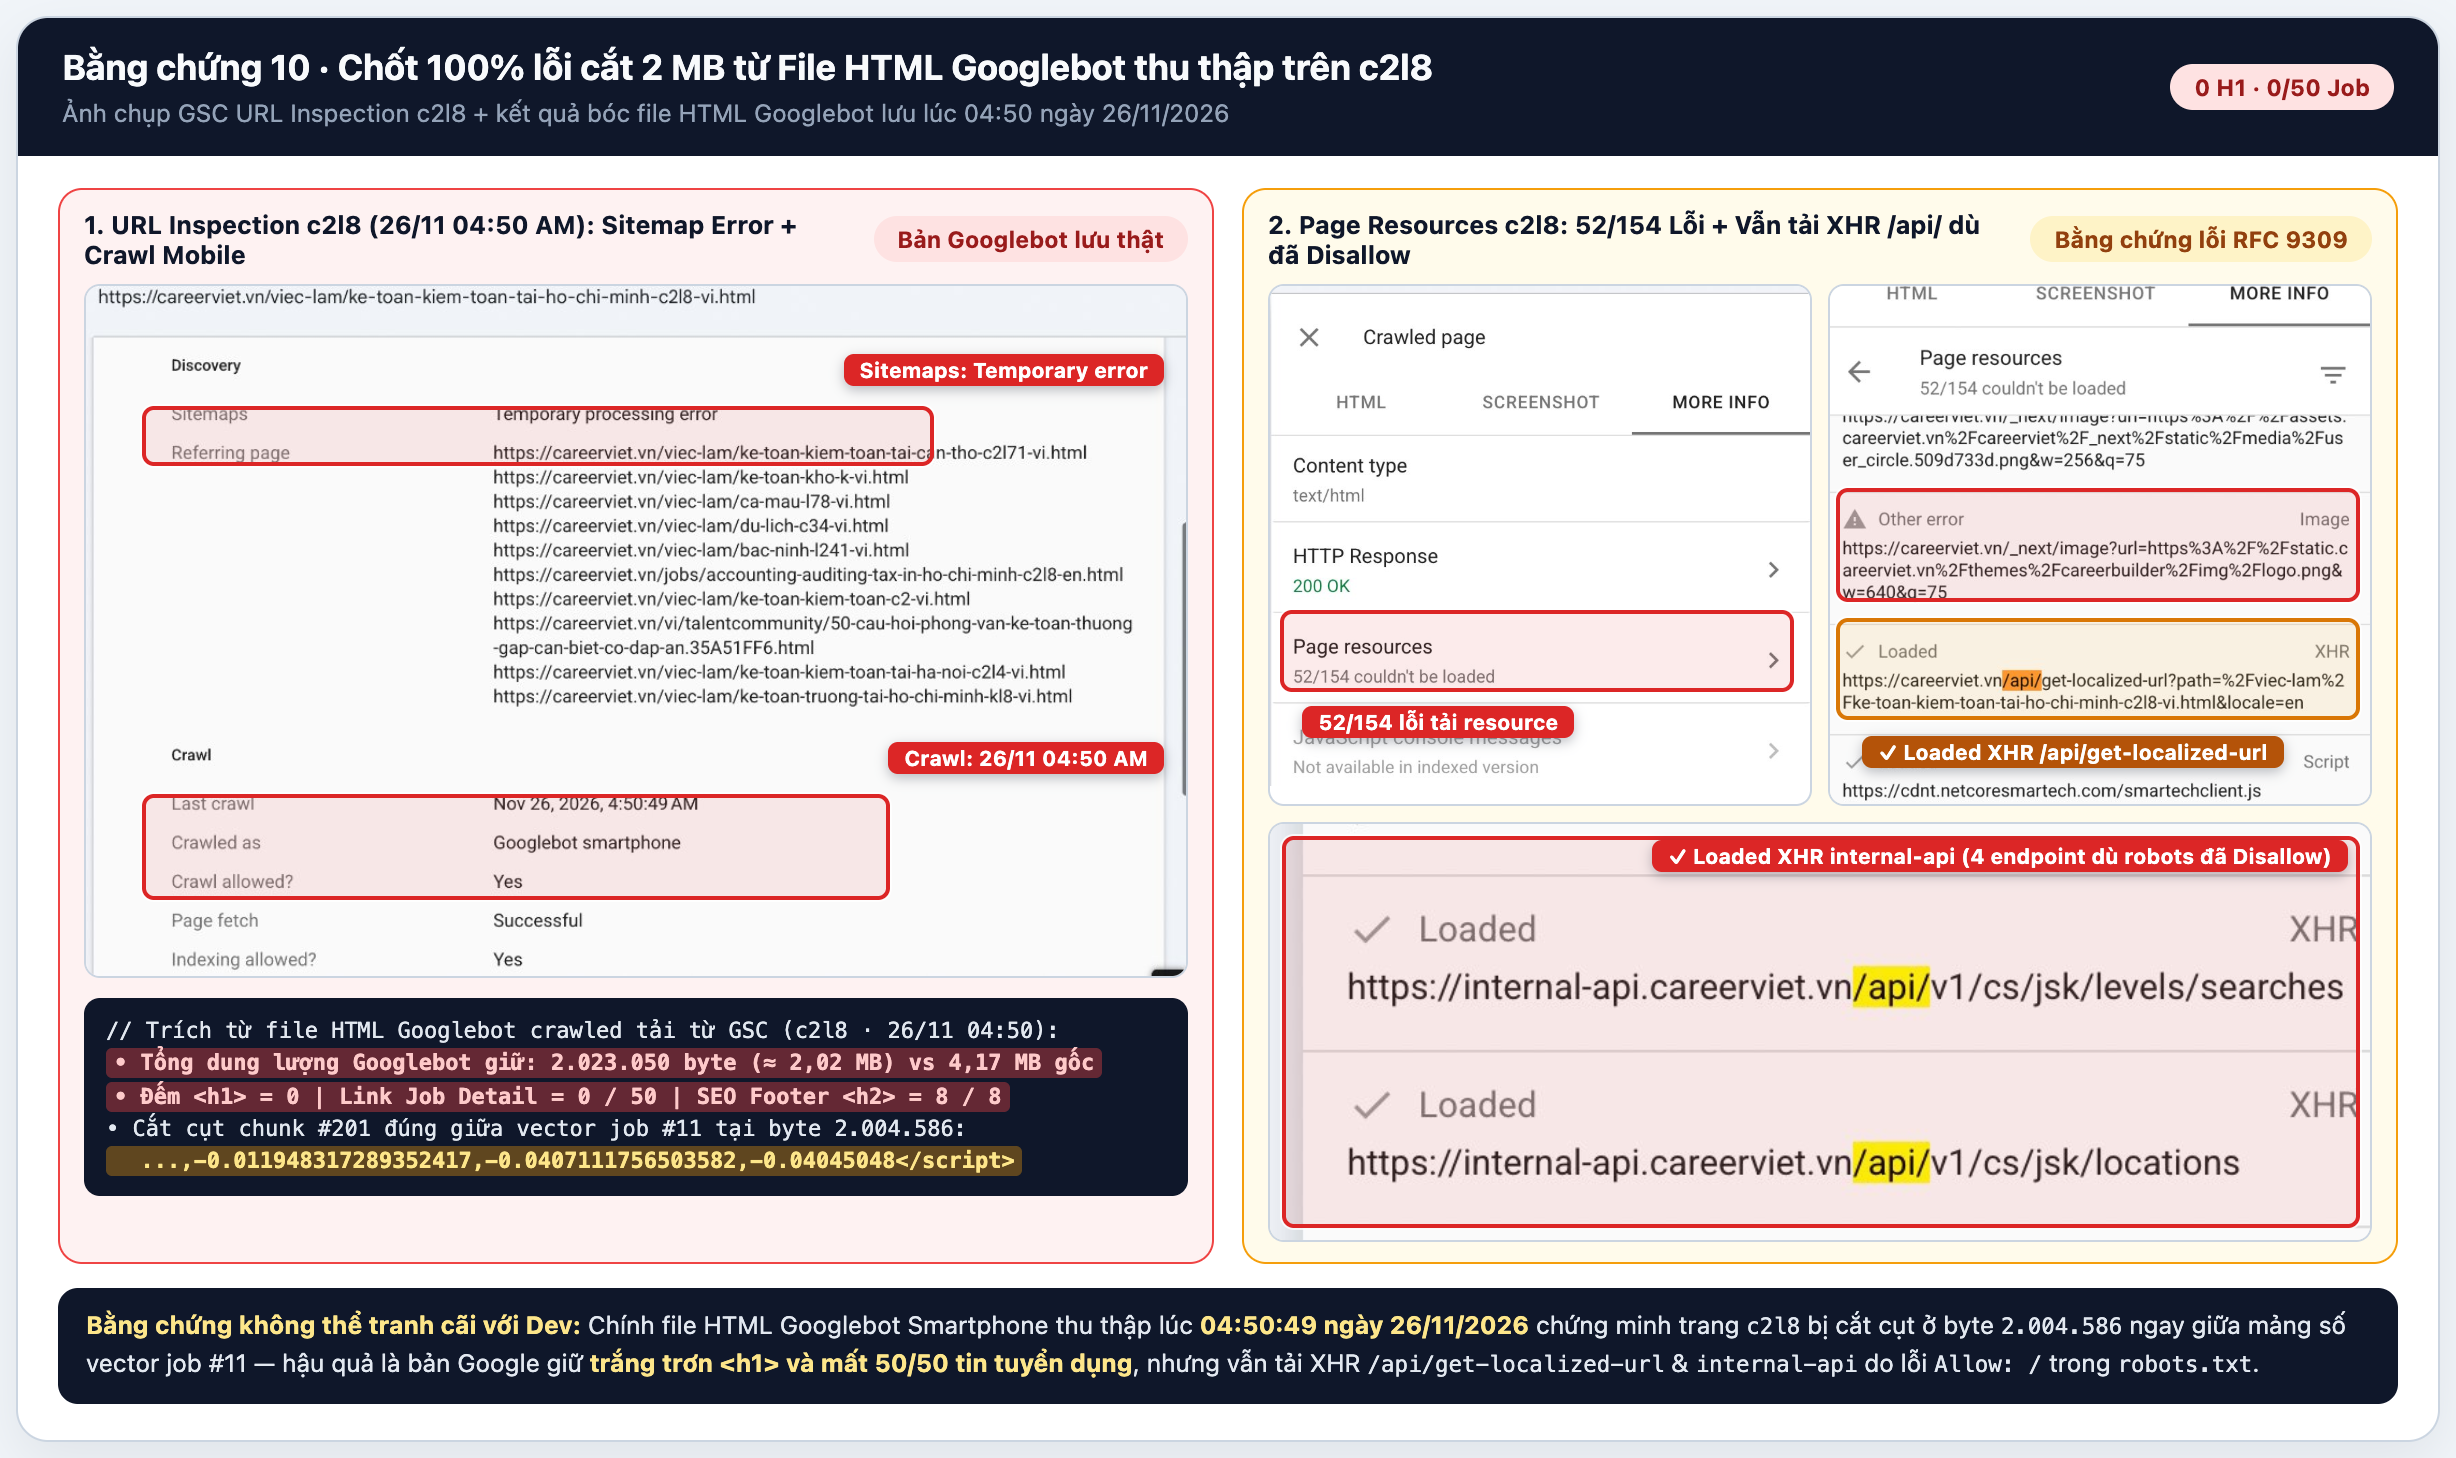 Bằng chứng 10 · Chốt 100% lỗi cắt 2 MB từ File HTML Googlebot thu thập trên c2l8
Ảnh chụp GSC URL Inspection c2l8 + kết quả bóc file HTML Googlebot lưu lúc 04:50 ngày 26/11/2026
0 H1 · 0/50 Job
1. URL Inspection c2l8 (26/11 04:50 AM): Sitemap Error +
Crawl Mobile
Bản Googlebot lưu thật
https://careerviet.vn/viec-lam/ke-toan-kiem-toan-tai-ho-chi-minh-c2l8-vi.html
Discovery
Sitemaps: Temporary error
Sitemaps
Temporary processing error
Referring page
https://careerviet.vn/viec-lam/ke-toan-kiem-toan-tai-can-tho-c2l71-vi.html
https://careerviet.vn/viec-lam/ke-toan-kho-k-vi.html
https://careerviet.vn/viec-lam/ca-mau-l78-vi.html
https://careerviet.vn/viec-lam/du-lich-c34-vi.html
https://careerviet.vn/viec-lam/bac-ninh-l241-vi.html
https://careerviet.vn/jobs/accounting-auditing-tax-in-ho-chi-minh-c2l8-en.html
https://careerviet.vn/viec-lam/ke-toan-kiem-toan-c2-vi.html
https://careerviet.vn/vi/talentcommunity/50-cau-hoi-phong-van-ke-toan-thuong
-gap-can-biet-co-dap-an.35A51FF6.html
https://careerviet.vn/viec-lam/ke-toan-kiem-toan-tai-ha-noi-c2l4-vi.html
https://careerviet.vn/viec-lam/ke-toan-truong-tai-ho-chi-minh-kl8-vi.html
Crawl
Crawl: 26/11 04:50 AM
Last crawl
Nov 26, 2026, 4:50:49 AM
Crawled as
Googlebot smartphone
Crawl allowed?
Yes
Page fetch
Successful
Indexing allowed?
Yes
// Trích từ file HTML Googlebot crawled tải từ GSC (c2l8 · 26/11 04:50):
• Tổng dung lượng Googlebot giữ: 2.023.050 byte (≈ 2,02 MB) vs 4,17 MB gốc
• Đếm <h1> = 0 | Link Job Detail = 0 / 50 | SEO Footer <h2> = 8 / 8
• Cắt cụt chunk #201 đúng giữa vector job #11 tại byte 2.004.586:
...,-0.011948317289352417,-0.0407111756503582,-0.04045048</script>
2. Page Resources c2l8: 52/154 Lỗi + Vẫn tải XHR /api/ dù
đã Disallow
Bằng chứng lỗi RFC 9309
Crawled page
HTML
SCREENSHOT
MORE INFO
Content type
text/html
HTTP Response
200 OK
Page resources
52/154 couldn't be loaded
52/154 lỗi tải resource
JavaScript console messages
Not available in indexed version
HTML
SCREENSHOT
MORE INFO
Page resources
52/154 couldn't be loaded
https://careerviet.vn/_next/image?url=https%3A%2F%2Fassets.
careerviet.vn%2Fcareerviet%2F_next%2Fstatic%2Fmedia%2Fus
er_circle.509d733d.png&w=256&q=75
Other error
Image
https://careerviet.vn/_next/image?url=https%3A%2F%2Fstatic.c
areerviet.vn%2Fthemes%2Fcareerbuilder%2Fimg%2Flogo.png&
w=640&q=75
Loaded
XHR
https://careerviet.vn/api/get-localized-url?path=%2Fviec-lam%2
Fke-toan-kiem-toan-tai-ho-chi-minh-c2l8-vi.html&locale=en
✓ Loaded XHR /api/get-localized-url
Script
https://cdnt.netcoresmartech.com/smartechclient.js
✓ Loaded XHR internal-api (4 endpoint dù robots đã Disallow)
Loaded
XHR
https://internal-api.careerviet.vn/api/v1/cs/jsk/levels/searches
Loaded
XHR
https://internal-api.careerviet.vn/api/v1/cs/jsk/locations
Bằng chứng không thể tranh cãi với Dev: Chính file HTML Googlebot Smartphone thu thập lúc 04:50:49 ngày 26/11/2026 chứng minh trang c2l8 bị cắt cụt ở byte 2.004.586 ngay giữa mảng số
vector job #11 — hậu quả là bản Google giữ trắng trơn <h1> và mất 50/50 tin tuyển dụng, nhưng vẫn tải XHR /api/get-localized-url & internal-api do lỗi Allow: / trong robots.txt.